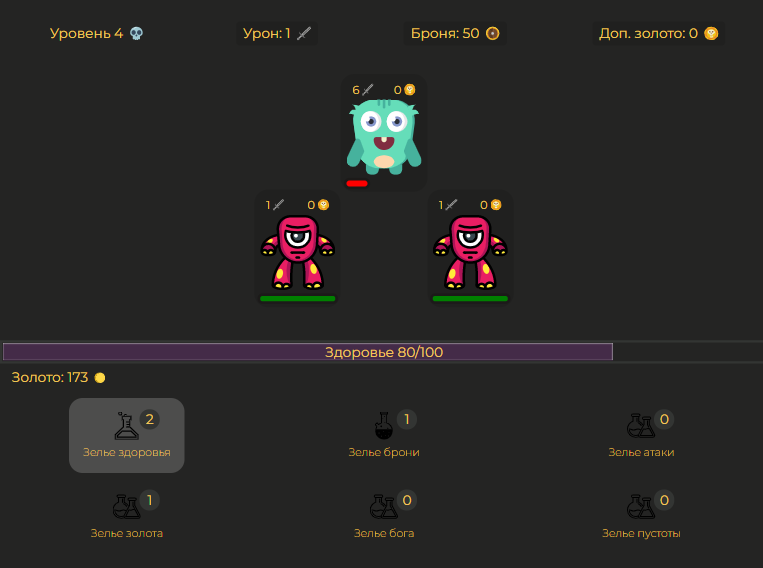 Уровень 4
Урон: 1
Броня: 50
Доп. золото: 0
6
0
1
0
1
0
Здоровье 80/100
Золото: 173
2
Зелье здоровья
1
Зелье брони
0
Зелье атаки
1
Зелье золота
0
Зелье бога
0
Зелье пустоты